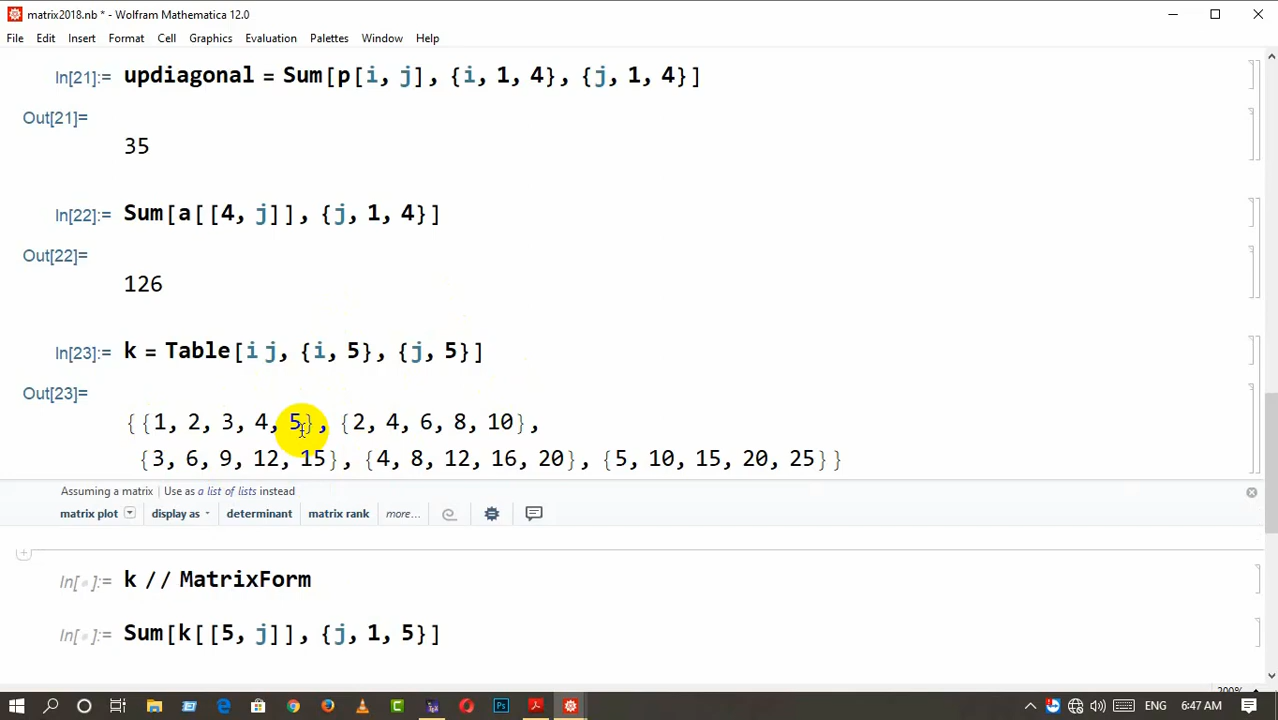 matrix2018.nb * - Wolfram Mathematica 12.0
File Edit Insert Format Cell Graphics Evaluation Palettes Window Help
In[21]:= updiagonal = Sum[p[i, j], {i, 1, 4}, {j, 1, 4}]
Out[21]=
35
In[22]:= Sum[a[[4, j]], {j, 1, 4}]
Out[22]=
126
In[23]:= k = Table[i j, {i, 5}, {j, 5}]
Out[23]=
{{1, 2, 3, 4, 5}, {2, 4, 6, 8, 10},
{3, 6, 9, 12, 15}, {4, 8, 12, 16, 20}, {5, 10, 15, 20, 25}}
Assuming a matrix | Use as a list of lists instead
matrix plot display as determinant matrix rank more...
In[ ]:= k // MatrixForm
In[ ]:= Sum[k[[5, j]], {j, 1, 5}]
200%
ENG 6:47 AM